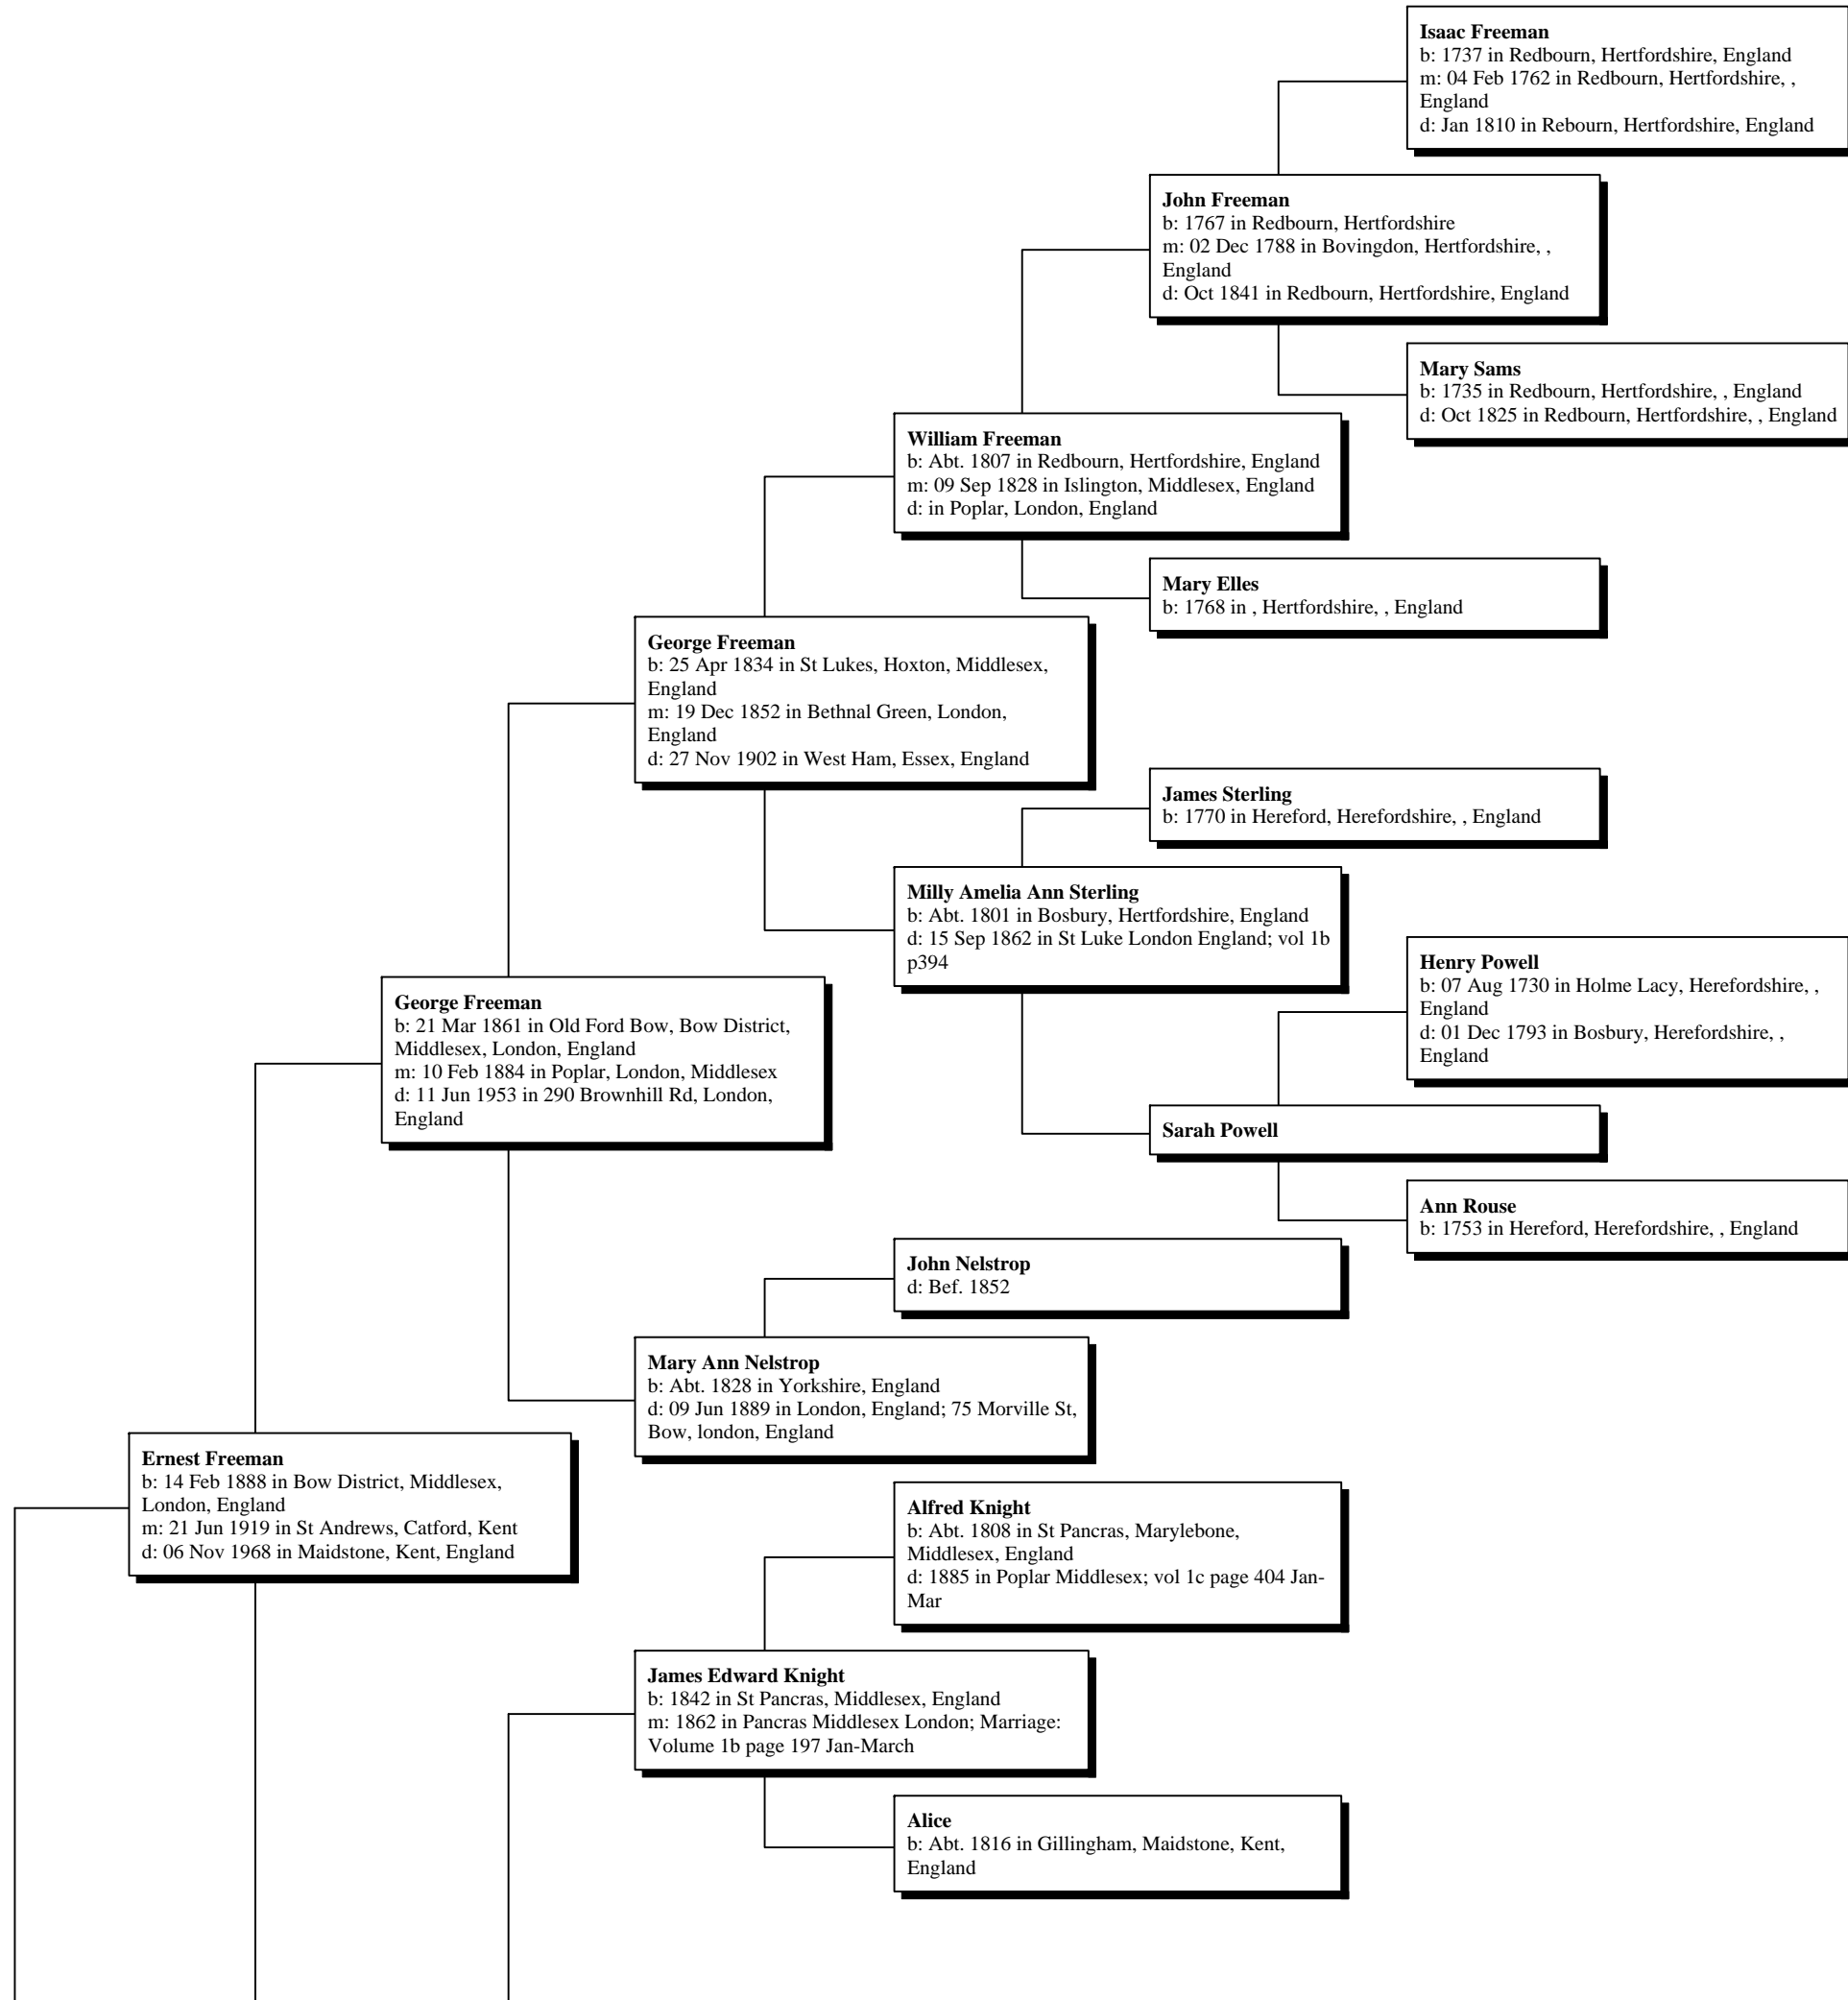 Isaac Freeman
b: 1737 in Redbourn, Hertfordshire, England
m: 04 Feb 1762 in Redbourn, Hertfordshire, ,
England
d: Jan 1810 in Rebourn, Hertfordshire, England
John Freeman
b: 1767 in Redbourn, Hertfordshire
m: 02 Dec 1788 in Bovingdon, Hertfordshire, ,
England
d: Oct 1841 in Redbourn, Hertfordshire, England
Mary Sams
b: 1735 in Redbourn, Hertfordshire, , England
d: Oct 1825 in Redbourn, Hertfordshire, , England
William Freeman
b: Abt. 1807 in Redbourn, Hertfordshire, England
m: 09 Sep 1828 in Islington, Middlesex, England
d: in Poplar, London, England
Mary Elles
b: 1768 in , Hertfordshire, , England
George Freeman
b: 25 Apr 1834 in St Lukes, Hoxton, Middlesex,
England
m: 19 Dec 1852 in Bethnal Green, London,
England
d: 27 Nov 1902 in West Ham, Essex, England
James Sterling
b: 1770 in Hereford, Herefordshire, , England
Milly Amelia Ann Sterling
b: Abt. 1801 in Bosbury, Hertfordshire, England
d: 15 Sep 1862 in St Luke London England; vol 1b
p394
Henry Powell
b: 07 Aug 1730 in Holme Lacy, Herefordshire, ,
England
d: 01 Dec 1793 in Bosbury, Herefordshire, ,
England
George Freeman
b: 21 Mar 1861 in Old Ford Bow, Bow District,
Middlesex, London, England
m: 10 Feb 1884 in Poplar, London, Middlesex
d: 11 Jun 1953 in 290 Brownhill Rd, London,
England
Sarah Powell
Ann Rouse
b: 1753 in Hereford, Herefordshire, , England
John Nelstrop
d: Bef. 1852
Mary Ann Nelstrop
b: Abt. 1828 in Yorkshire, England
d: 09 Jun 1889 in London, England; 75 Morville St,
Bow, london, England
Ernest Freeman
b: 14 Feb 1888 in Bow District, Middlesex,
London, England
m: 21 Jun 1919 in St Andrews, Catford, Kent
d: 06 Nov 1968 in Maidstone, Kent, England
Alfred Knight
b: Abt. 1808 in St Pancras, Marylebone,
Middlesex, England
d: 1885 in Poplar Middlesex; vol 1c page 404 Jan-
Mar
James Edward Knight
b: 1842 in St Pancras, Middlesex, England
m: 1862 in Pancras Middlesex London; Marriage:
Volume 1b page 197 Jan-March
Alice
b: Abt. 1816 in Gillingham, Maidstone, Kent,
England